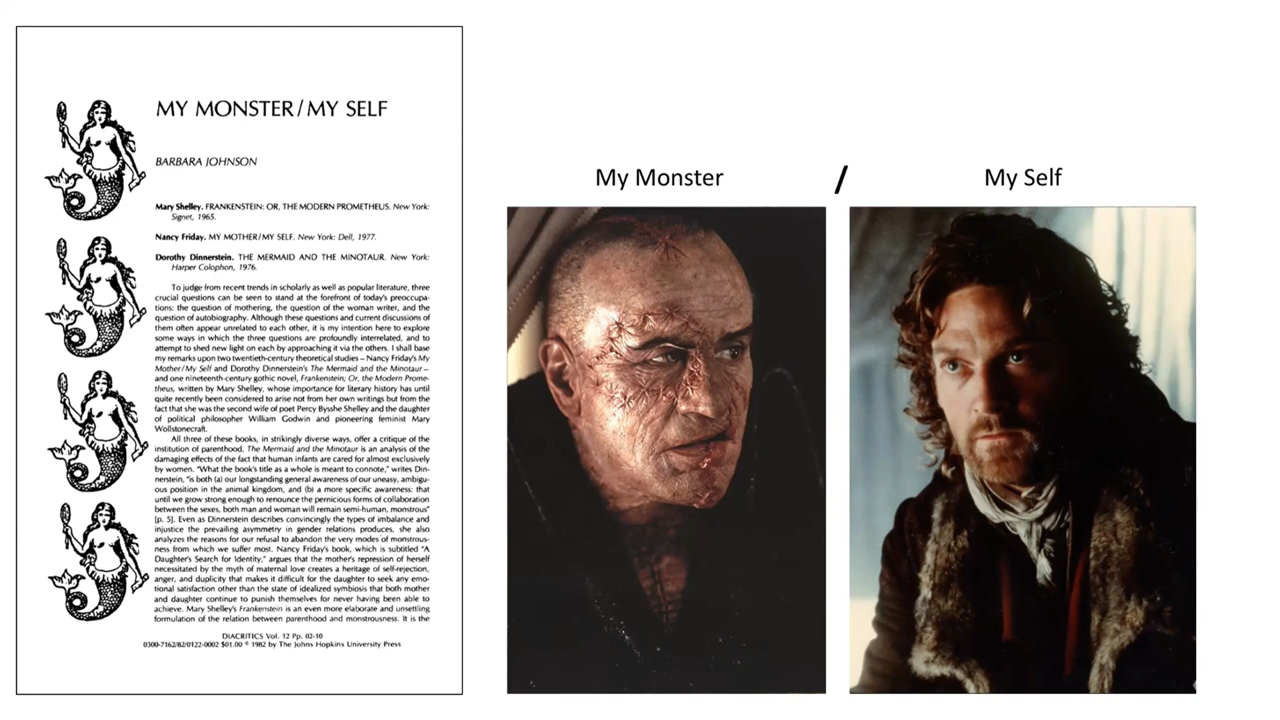 MY MONSTER/MY SELF
BARBARA JOHNSON
Mary Shelley. FRANKENSTEIN: OR, THE MODERN PROMETHEUS. New York:
Signet, 1965.
Nancy Friday. MY MOTHER/MY SELF. New York: Dell, 1977.
Dorothy Dinnerstein. THE MERMAID AND THE MINOTAUR. New York:
Harper Colophon, 1976.
To judge from recent trends in scholarly as well as popular literature, three
crucial questions can be seen to stand at the forefront of today's preoccupa-
tions: the question of mothering, the question of the woman writer, and the
question of autobiography. Although these questions and current discussions of
them often appear unrelated to each other, it is my intention here to explore
some ways in which the three questions are profoundly interrelated, and to
attempt to shed new light on each by approaching it via the others. I shall base
my remarks upon two twentieth-century theoretical studies – Nancy Friday's My
Mother/My Self and Dorothy Dinnerstein's The Mermaid and the Minotaur –
and one nineteenth-century gothic novel, Frankenstein; Or, the Modern Prome-
theus, written by Mary Shelley, whose importance for literary history has until
quite recently been considered to arise not from her own writings but from the
fact that she was the second wife of poet Percy Bysshe Shelley and the daughter
of political philosopher William Godwin and pioneering feminist Mary
Wollstonecraft.
All three of these books, in strikingly diverse ways, offer a critique of the
institution of parenthood. The Mermaid and the Minotaur is an analysis of the
damaging effects of the fact that human infants are cared for almost exclusively
by women. "What the book's title as a whole is meant to connote," writes Din-
nerstein, "is both (a) our longstanding general awareness of our uneasy, ambigu-
ous position in the animal kingdom, and (b) a more specific awareness: that
until we grow strong enough to renounce the pernicious forms of collaboration
between the sexes, both man and woman will remain semi-human, monstrous"
[p. 5]. Even as Dinnerstein describes convincingly the types of imbalance and
injustice the prevailing asymmetry in gender relations produces, she also
analyzes the reasons for our refusal to abandon the very modes of monstrous-
ness from which we suffer most. Nancy Friday's book, which is subtitled "A
Daughter's Search for Identity," argues that the mother's repression of herself
necessitated by the myth of maternal love creates a heritage of self-rejection,
anger, and duplicity that makes it difficult for the daughter to seek any emo-
tional satisfaction other than the state of idealized symbiosis that both mother
and daughter continue to punish themselves for never having been able to
achieve. Mary Shelley's Frankenstein is an even more elaborate and unsettling
formulation of the relation between parenthood and monstrousness. It is the
DIACRITICS Vol. 12 Pp. 02-10
0300-7162/82/0122-0002 $01.00 © 1982 by The Johns Hopkins University Press
My Monster / My Self